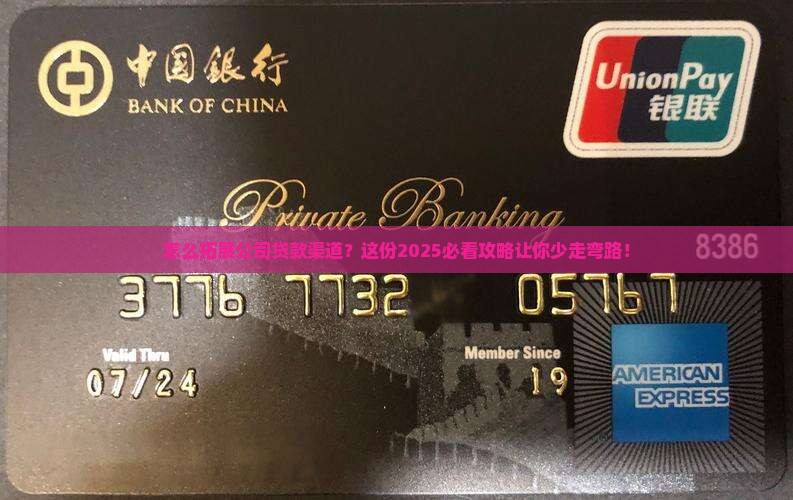 中国銀行
BANK OF CHINA
UnionPay
银联
Private Banking
怎么拓展公司贷款渠道？这份2025必看攻略让你少走弯路！
8386
3776 7732 05767
Valid Thru
Member Since
07/24
19
AMERICAN
EXPRESS